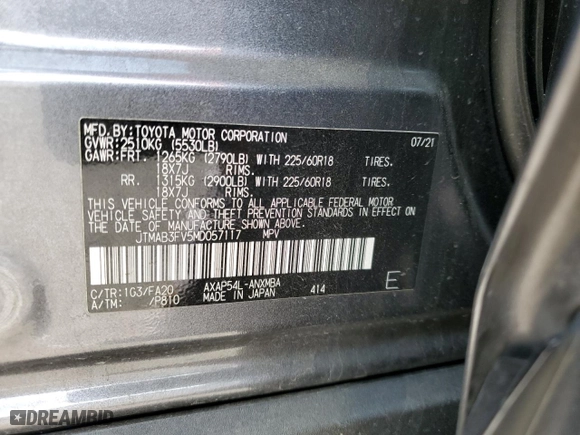 MFD.BY:TOYOTA MOTOR CORPORATION 07/21
GVWR:2510KG (5530LB)
GAWR:FRT. 1265KG (2790LB) WITH 225/60R18 TIRES.
18X7J RIMS.
RR. 1315KG (2900LB) WITH 225/60R18 TIRES.
18X7J RIMS.
THIS VEHICLE CONFORMS TO ALL APPLICABLE FEDERAL MOTOR
VEHICLE SAFETY AND THEFT PREVENTION STANDARDS IN EFFECT ON
THE DATE OF MANUFACTURE SHOWN ABOVE.
JTMAB3FV5MD057117 MPV
C/TR:1G3/FA20 AXAP54L-ANXMBA
A/TM: /P810 MADE IN JAPAN 414 E
DREAMBID